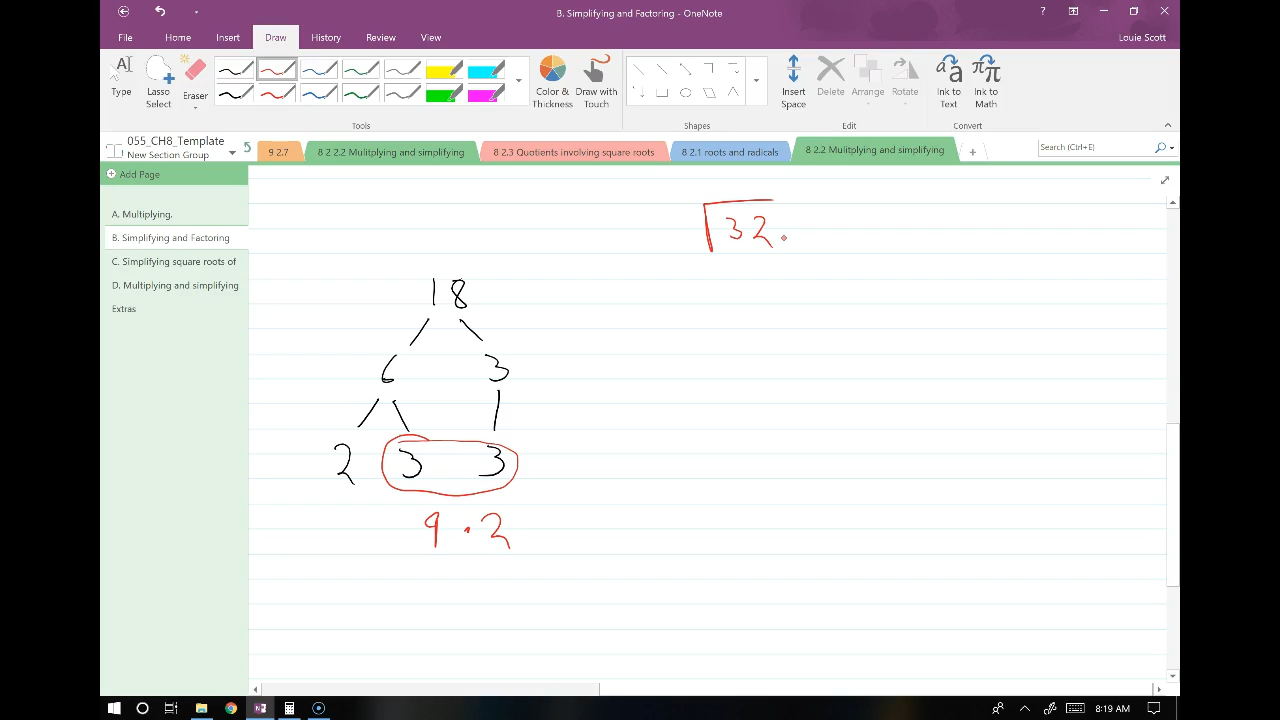 B. Simplifying and Factoring - OneNote
?
File Home Insert Draw History Review View
Louie Scott
Type
Lasso Select
Eraser
Color & Thickness
Draw with Touch
Insert Space
Delete
Arrange
Rotate
Ink to Text
Ink to Math
Tools
Shapes
Edit
Convert
055_CH8_Template
New Section Group
9 2.7
8 2.2.2 Mulitplying and simplifying
8 2.3 Quotients involving square roots
8 2.1 roots and radicals
8 2.2 Mulitplying and simplifying
+
Search (Ctrl+E)
Add Page
A. Multiplying.
B. Simplifying and Factoring
C. Simplifying square roots of
D. Multiplying and simplifying
Extras
√32
18
6 3
2 3 3
9 · 2
8:19 AM